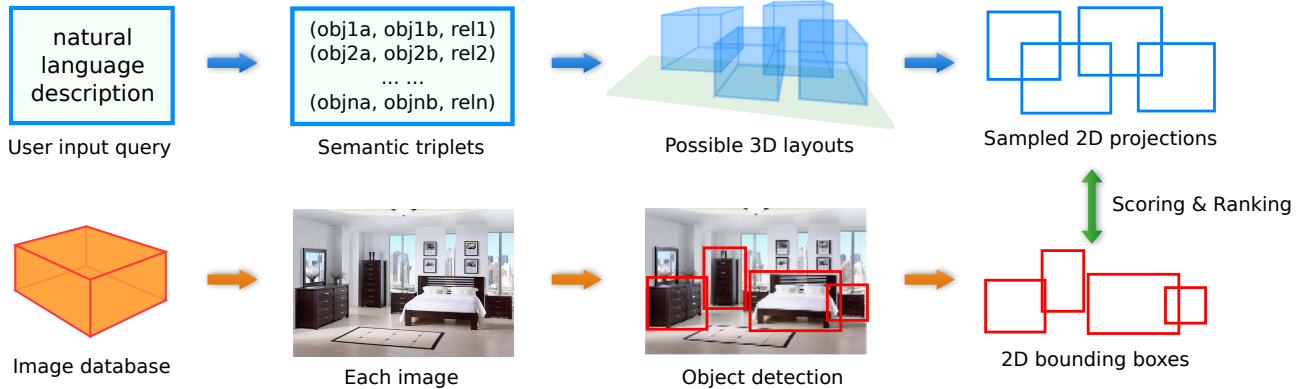 natural
language
description
User input query
(obj1a, obj1b, rel1)
(obj2a, obj2b, rel2)
... ...
(objna, objnb, reln)
Semantic triplets
Possible 3D layouts
Sampled 2D projections
Scoring & Ranking
Image database
Each image
Object detection
2D bounding boxes